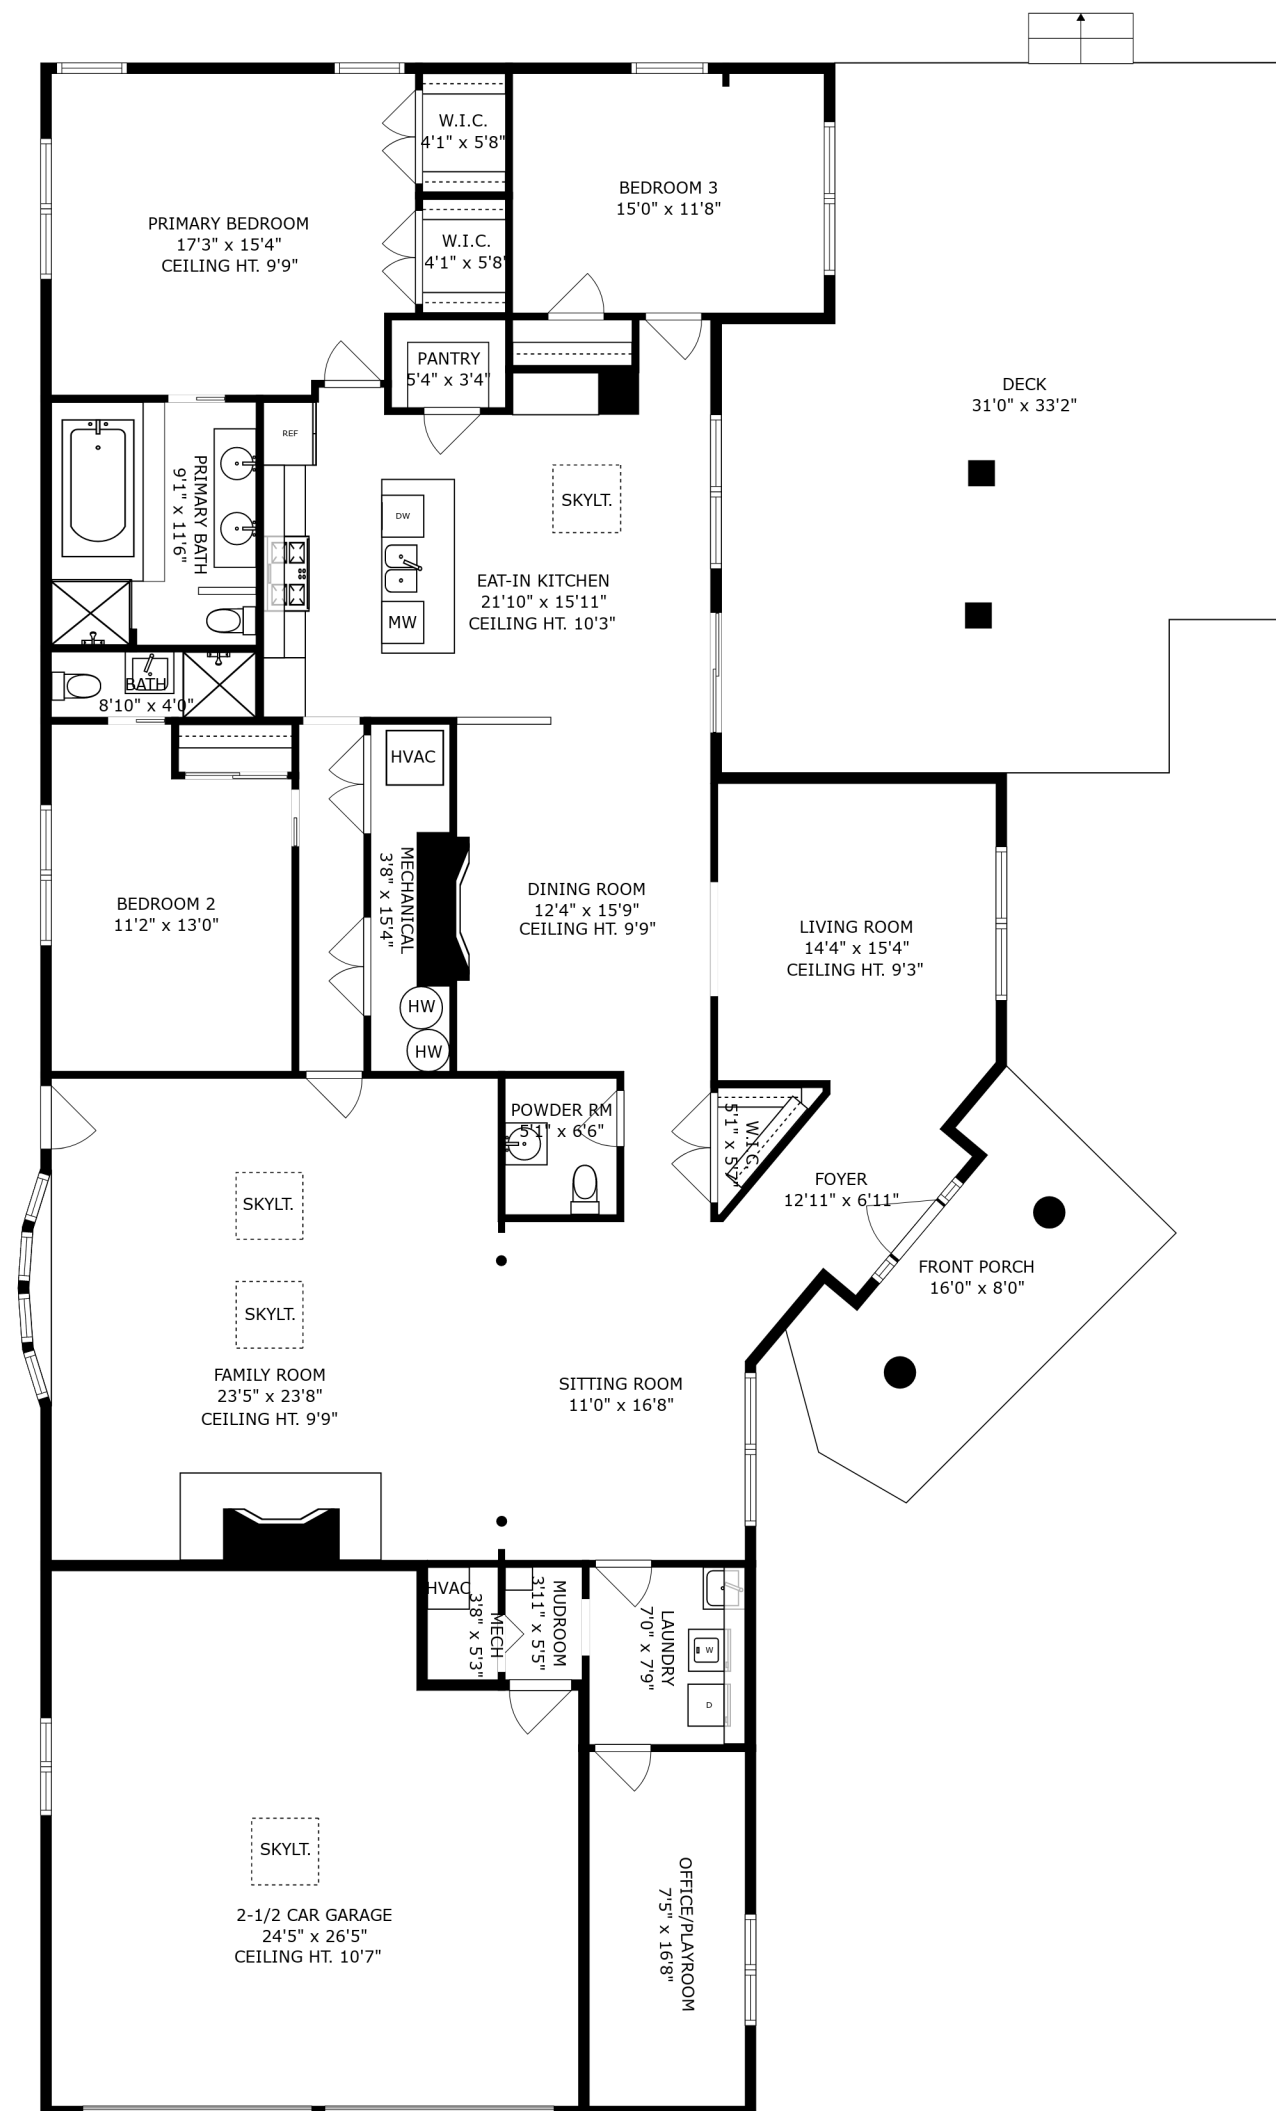 W.I.C.
4'1" x 5'8"
BEDROOM 3
15'0" x 11'8"
PRIMARY BEDROOM
17'3" x 15'4"
CEILING HT. 9'9"
W.I.C.
4'1" x 5'8"
PANTRY
5'4" x 3'4"
DECK
31'0" x 33'2"
REF
PRIMARY BATH
9'1" x 11'6"
SKYLT.
DW
EAT-IN KITCHEN
21'10" x 15'11"
CEILING HT. 10'3"
MW
BATH
8'10" x 4'0"
HVAC
MECHANICAL
3'8" x 15'4"
BEDROOM 2
11'2" x 13'0"
DINING ROOM
12'4" x 15'9"
CEILING HT. 9'9"
LIVING ROOM
14'4" x 15'4"
CEILING HT. 9'3"
HW
HW
POWDER RM
5'1" x 6'6"
W.I.C.
5'1" x 5'7"
FOYER
12'11" x 6'11"
SKYLT.
FRONT PORCH
16'0" x 8'0"
SKYLT.
FAMILY ROOM
23'5" x 23'8"
CEILING HT. 9'9"
SITTING ROOM
11'0" x 16'8"
HVAC
MECH
3'8" x 5'3"
MUDROOM
3'11" x 5'5"
LAUNDRY
7'0" x 7'9"
W
D
SKYLT.
2-1/2 CAR GARAGE
24'5" x 26'5"
CEILING HT. 10'7"
OFFICE/PLAYROOM
7'5" x 16'8"